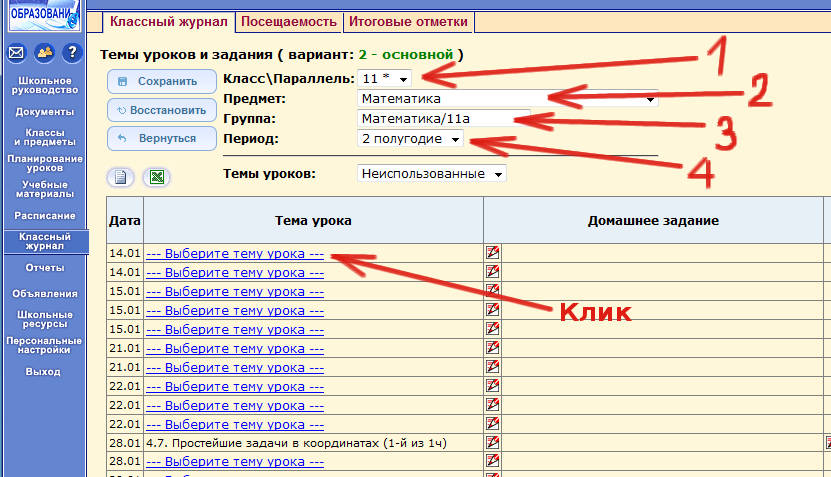 ОБРАЗОВАНИ
Классный журнал Посещаемость Итоговые отметки
Темы уроков и задания ( вариант: 2 - основной )
Сохранить
Восстановить
Вернуться
Класс\Параллель: 11 *
Предмет: Математика
Группа: Математика/11а
Период: 2 полугодие
Темы уроков: Неиспользованные
1
2
3
4
?
Школьное
руководство
Документы
Классы
и предметы
Планирование
уроков
Учебные
материалы
Расписание
Классный
журнал
Отчеты
Объявления
Школьные
ресурсы
Персональные
настройки
Выход
Дата Тема урока Домашнее задание
14.01 --- Выберите тему урока ---
14.01 --- Выберите тему урока ---
15.01 --- Выберите тему урока ---
15.01 --- Выберите тему урока ---
15.01 --- Выберите тему урока ---
21.01 --- Выберите тему урока ---
21.01 --- Выберите тему урока ---
22.01 --- Выберите тему урока ---
22.01 --- Выберите тему урока ---
22.01 --- Выберите тему урока ---
28.01 4.7. Простейшие задачи в координатах (1-й из 1ч)
28.01 --- Выберите тему урока ---
Клик